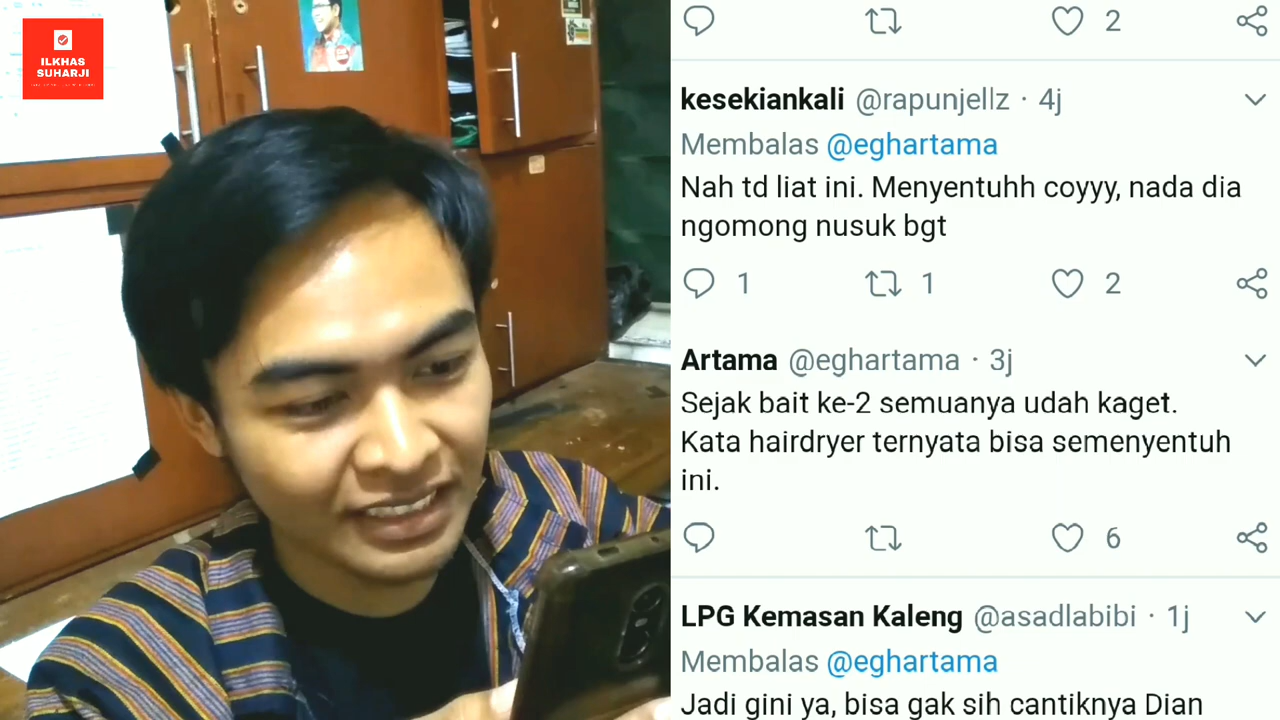 ILKHAS
SUHARJI
2
kesekiankali @rapunjellz · 4j
Membalas @eghartama
Nah td liat ini. Menyentuhh coyyy, nada dia
ngomong nusuk bgt
1 1 2
Artama @eghartama · 3j
Sejak bait ke-2 semuanya udah kaget.
Kata hairdryer ternyata bisa semenyentuh
ini.
6
LPG Kemasan Kaleng @asadlabibi · 1j
Membalas @eghartama
Jadi gini ya, bisa gak sih cantiknya Dian